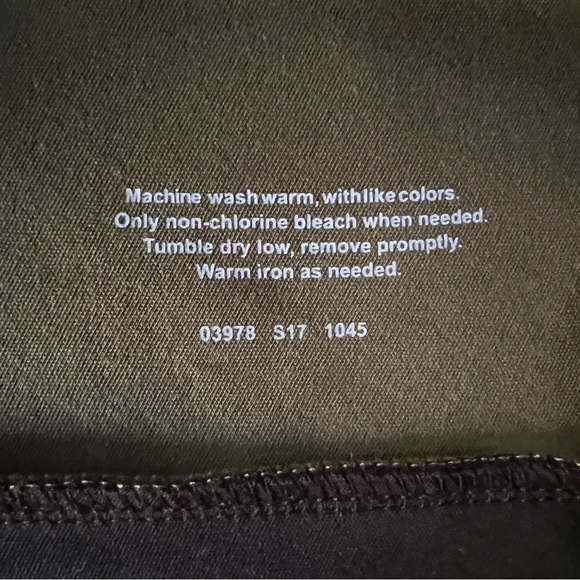 Machine wash warm, with like colors.
Only non-chlorine bleach when needed.
Tumble dry low, remove promptly.
Warm iron as needed.
03978 S17 1045